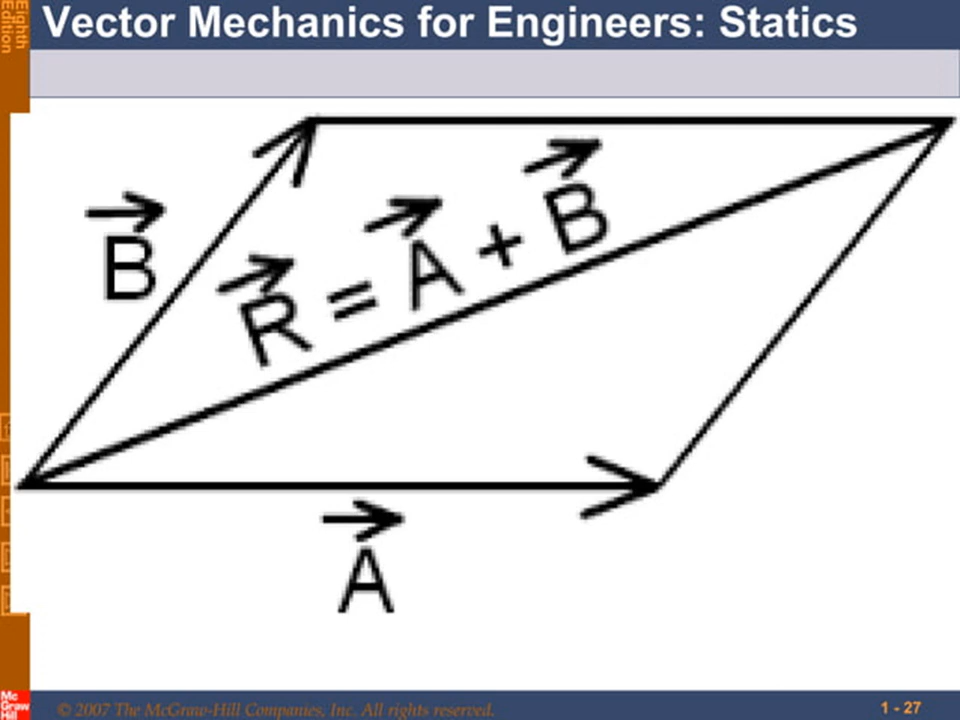 Eighth
Edition
Vector Mechanics for Engineers: Statics
B
R = A + B
A
Mc
Graw
Hill
© 2007 The McGraw-Hill Companies, Inc. All rights reserved.
1 - 27